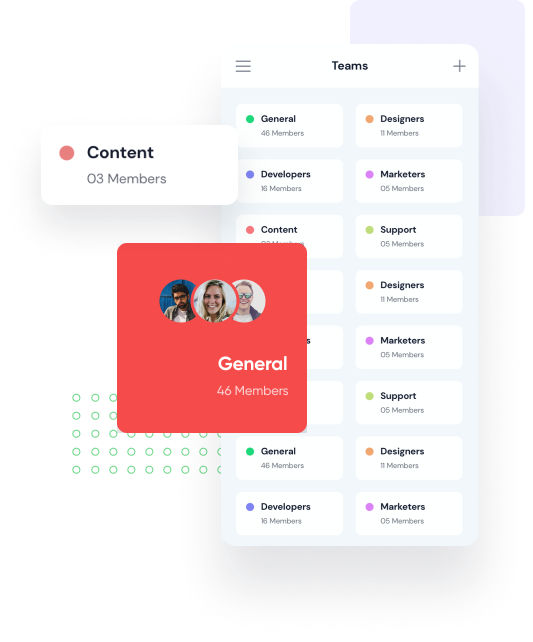 Teams
General
46 Members
Designers
11 Members
Content
03 Members
Developers
16 Members
Marketers
05 Members
Content
Support
05 Members
General
46 Members
Designers
11 Members
Marketers
05 Members
Support
05 Members
General
46 Members
Designers
11 Members
Developers
16 Members
Marketers
05 Members